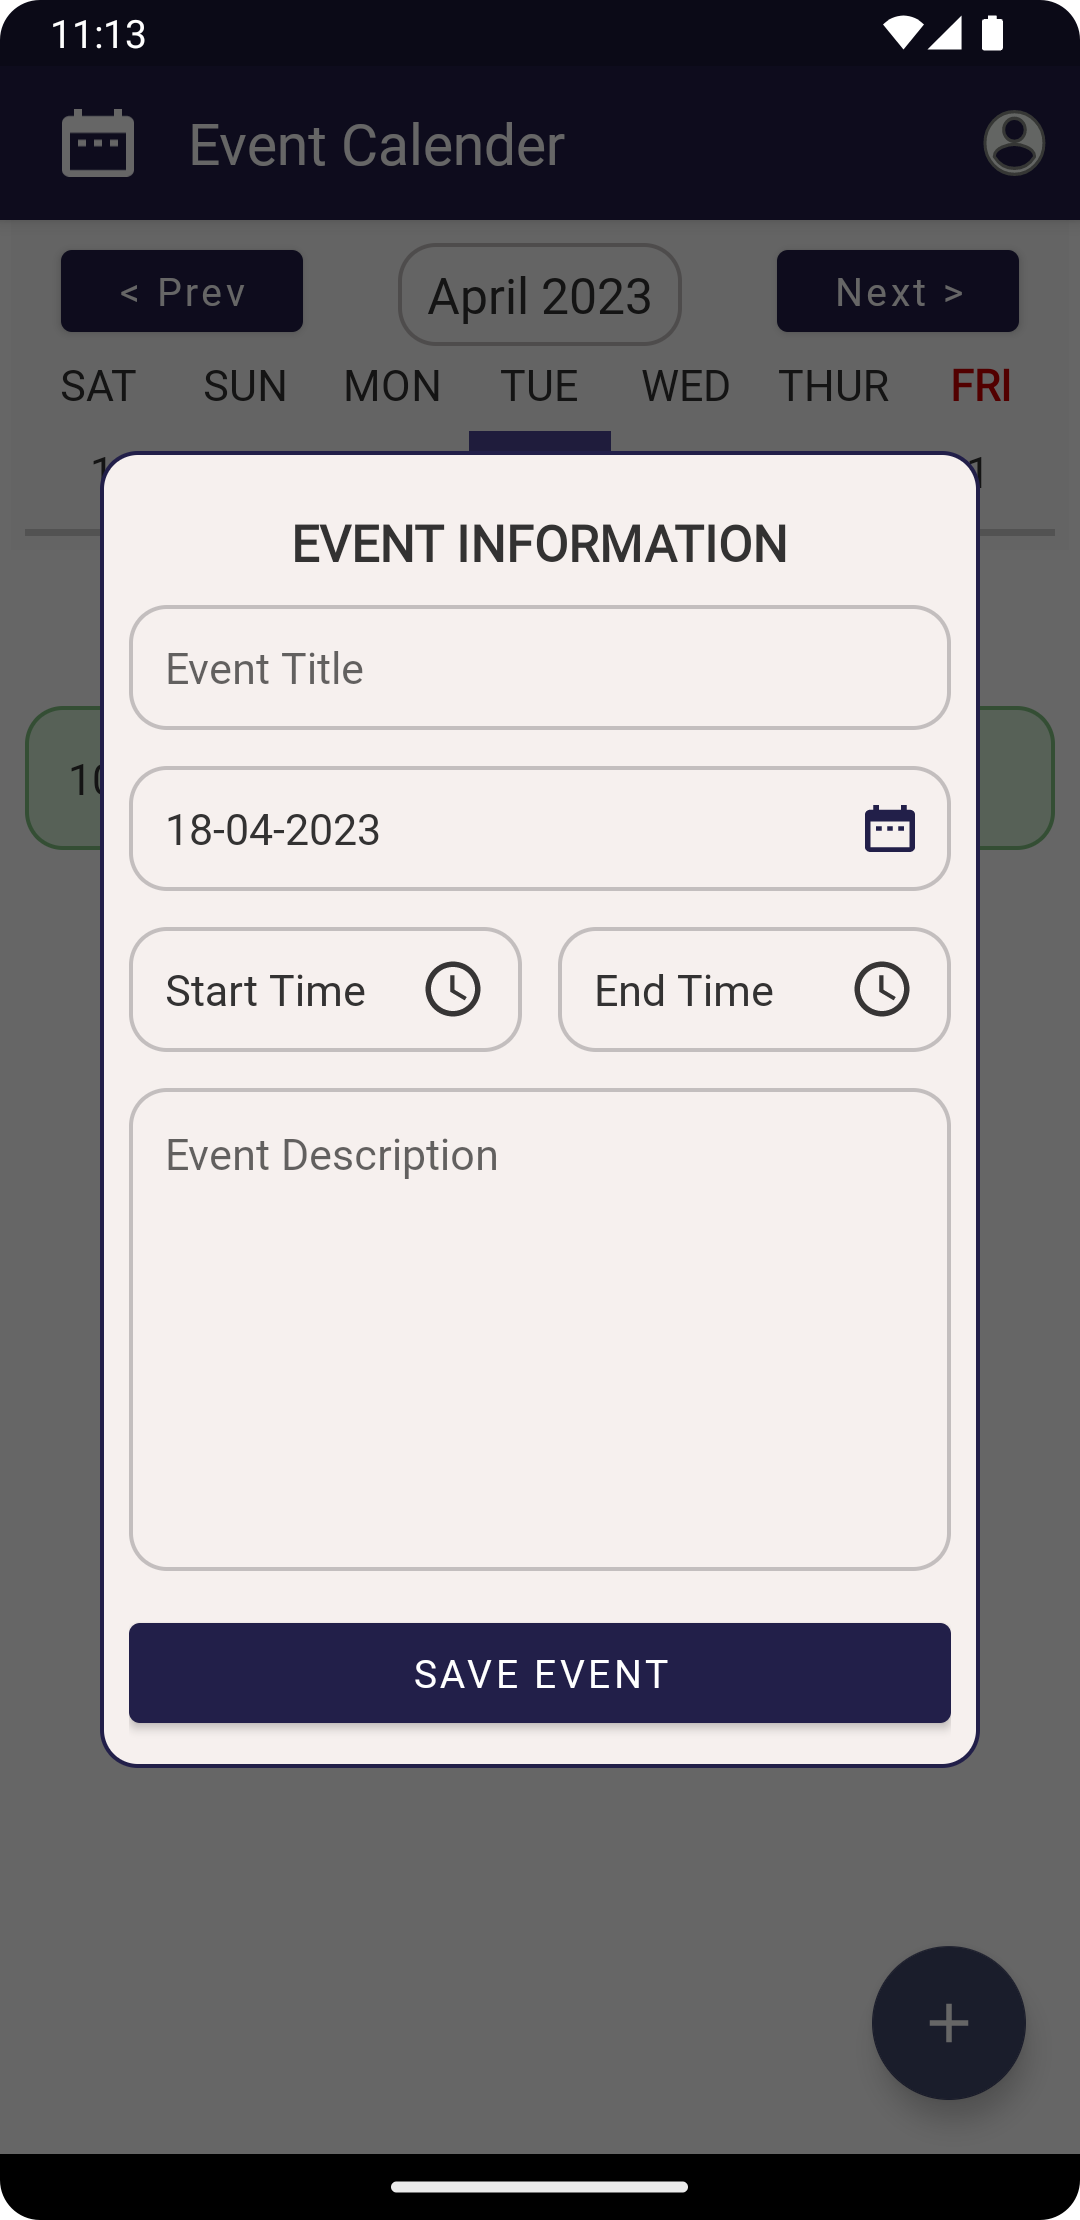 11:13
Event Calender
< Prev
April 2023
Next >
SAT SUN MON TUE WED THUR FRI
EVENT INFORMATION
Event Title
18-04-2023
Start Time
End Time
Event Description
SAVE EVENT
+